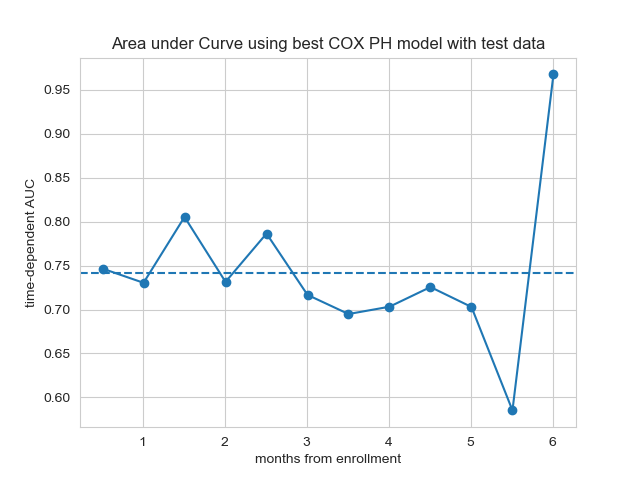 Area under Curve using best COX PH model with test data
time-dependent AUC
0.95
0.90
0.85
0.80
0.75
0.70
0.65
0.60
1 2 3 4 5 6
months from enrollment